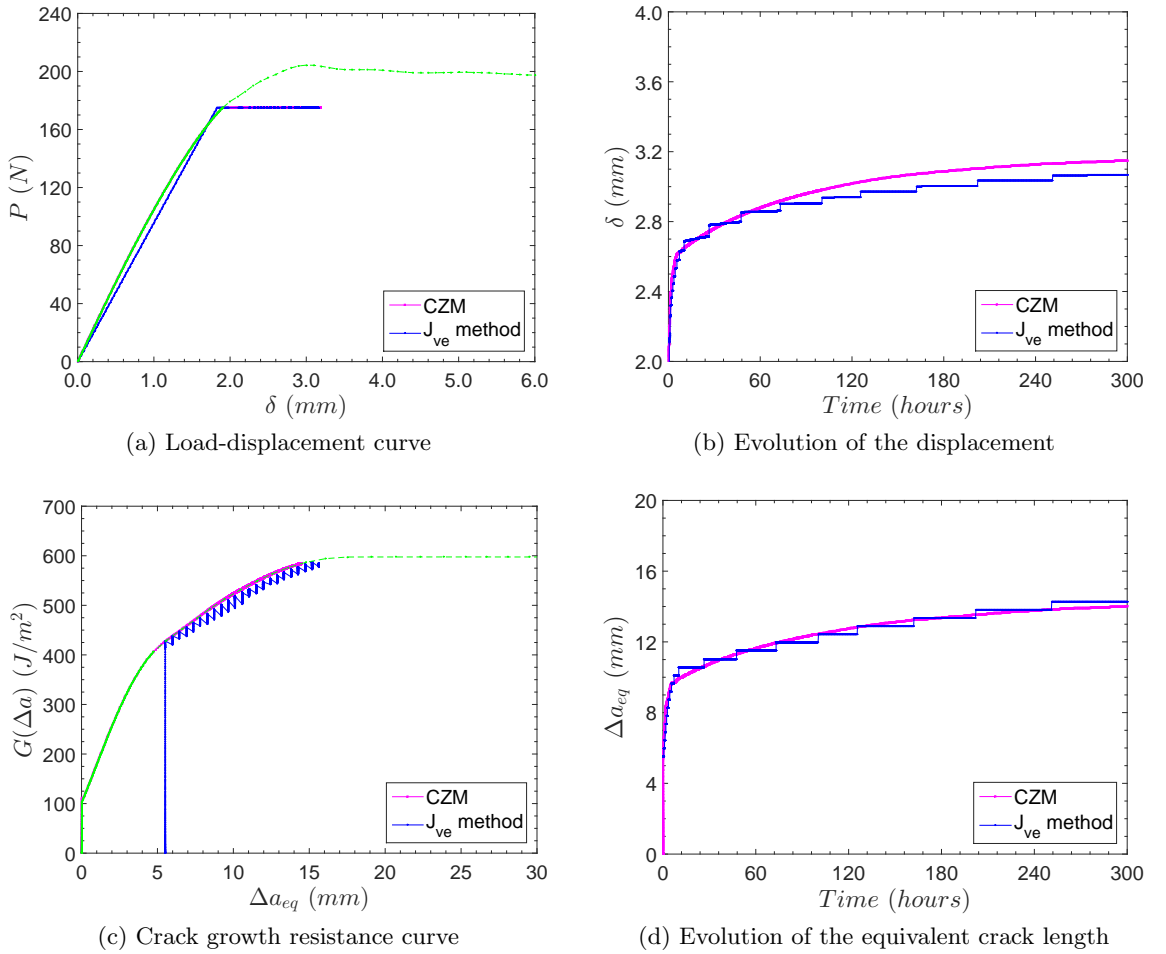 240
200
160
120
80
40
0
P (N)
0.0 1.0 2.0 3.0 4.0 5.0 6.0
δ (mm)
CZM
J_ve method
(a) Load-displacement curve
4.0
3.6
3.2
2.8
2.4
2.0
δ (mm)
0 60 120 180 240 300
Time (hours)
CZM
J_ve method
(b) Evolution of the displacement
700
600
500
400
300
200
100
0
G(Δa) (J/m²)
0 5 10 15 20 25 30
Δa_eq (mm)
CZM
J_ve method
(c) Crack growth resistance curve
20
16
12
8
4
0
Δa_eq (mm)
0 60 120 180 240 300
Time (hours)
CZM
J_ve method
(d) Evolution of the equivalent crack length